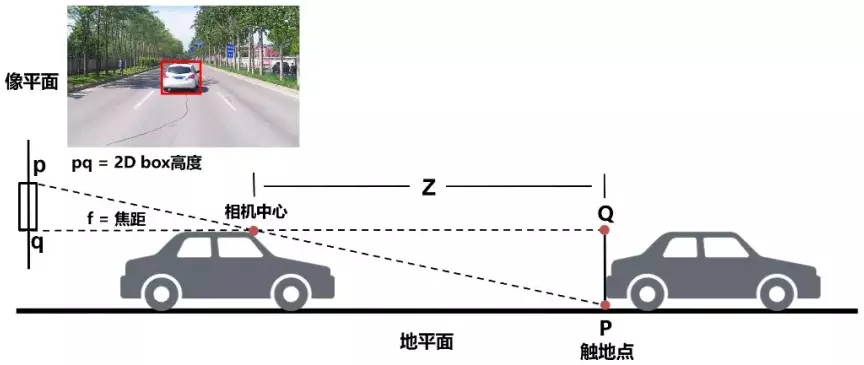 像平面
p
pq = 2D box高度
q
f = 焦距
相机中心
Z
Q
P
触地点
地平面